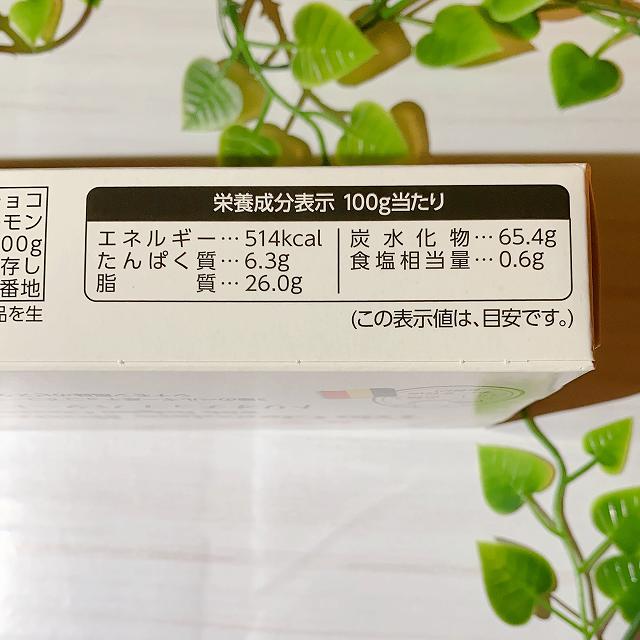 チョコ
モン
00g
存し
番地
品を生
栄養成分表示 100g当たり
エネルギー… 514kcal
たんぱく質… 6.3g
脂質… 26.0g
炭水化物… 65.4g
食塩相当量… 0.6g
(この表示値は、目安です。)